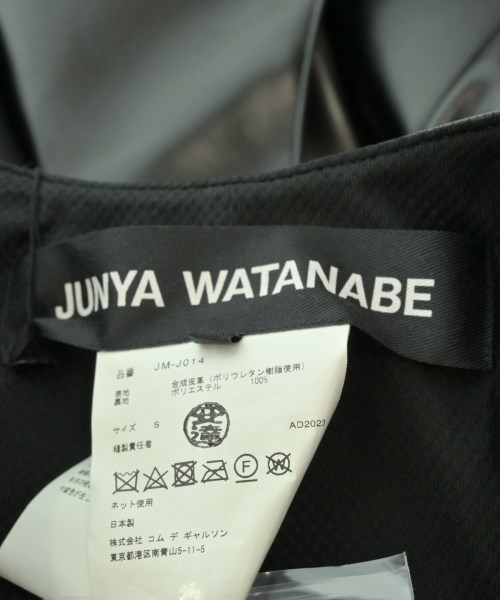 JUNYA WATANABE
品番 JM-J014
表地 合成皮革(ポリウレタン樹脂使用)
裏地 ポリエステル 100%
サイズ S AD2023
縫製責任者
F W
ネット使用
日本製
株式会社 コム デ ギャルソン
東京都港区南青山5-11-5